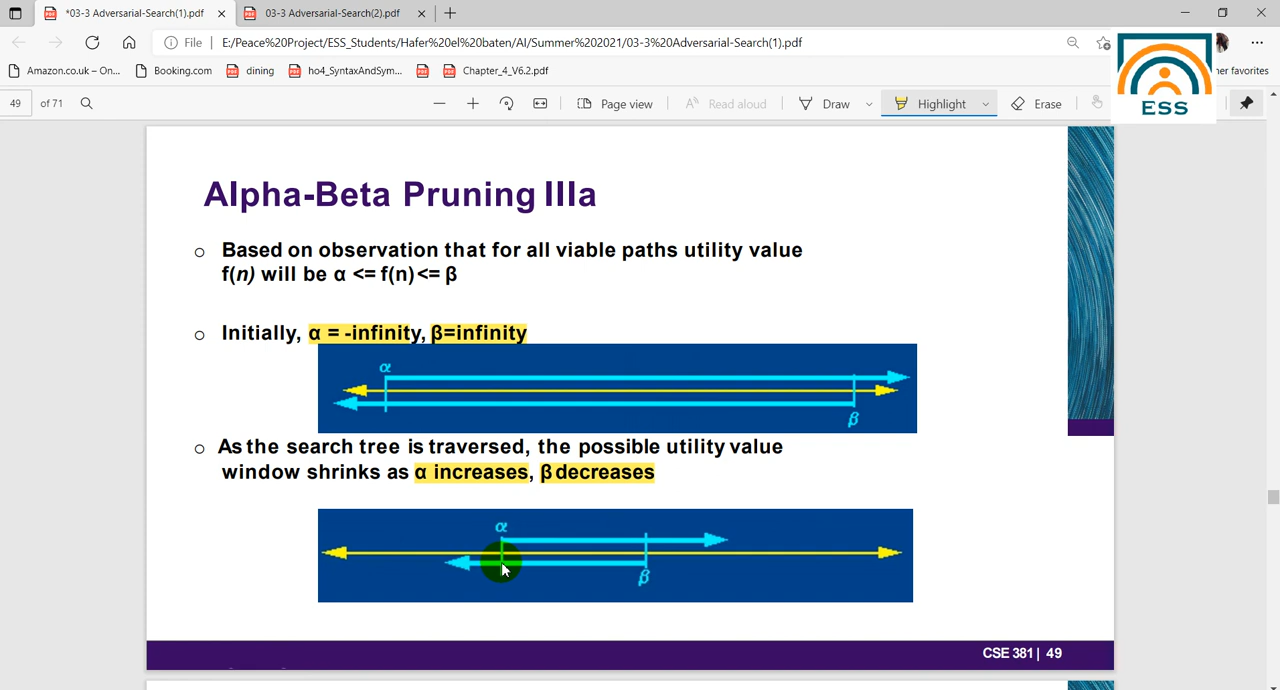 *03-3 Adversarial-Search(1).pdf
03-3 Adversarial-Search(2).pdf
File
E:/Peace%20Project/ESS_Students/Hafer%20el%20baten/AI/Summer%202021/03-3%20Adversarial-Search(1).pdf
Amazon.co.uk – On...
Booking.com
dining
ho4_SyntaxAndSym...
Chapter_4_V6.2.pdf
her favorites
ESS
49 of 71
Page view
Read aloud
Draw
Highlight
Erase
Alpha-Beta Pruning IIIa
Based on observation that for all viable paths utility value
f(n) will be α <= f(n) <= β
Initially, α = -infinity, β=infinity
α
β
As the search tree is traversed, the possible utility value
window shrinks as α increases, β decreases
α
β
CSE 381 | 49